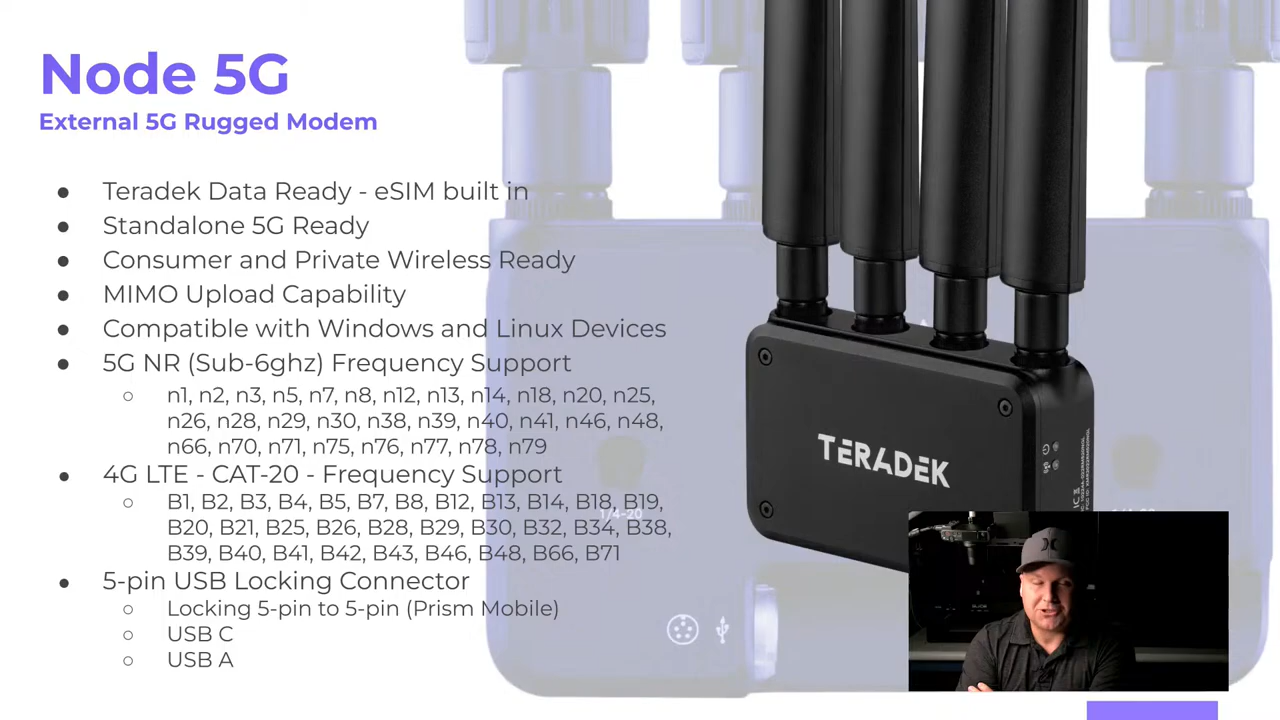 Node 5G
External 5G Rugged Modem
● Teradek Data Ready - eSIM built in
● Standalone 5G Ready
● Consumer and Private Wireless Ready
● MIMO Upload Capability
● Compatible with Windows and Linux Devices
● 5G NR (Sub-6ghz) Frequency Support
○ n1, n2, n3, n5, n7, n8, n12, n13, n14, n18, n20, n25,
n26, n28, n29, n30, n38, n39, n40, n41, n46, n48,
n66, n70, n71, n75, n76, n77, n78, n79
● 4G LTE - CAT-20 - Frequency Support
○ B1, B2, B3, B4, B5, B7, B8, B12, B13, B14, B18, B19,
B20, B21, B25, B26, B28, B29, B30, B32, B34, B38,
B39, B40, B41, B42, B43, B46, B48, B66, B71
● 5-pin USB Locking Connector
○ Locking 5-pin to 5-pin (Prism Mobile)
○ USB C
○ USB A
1/4-20
TERADEK